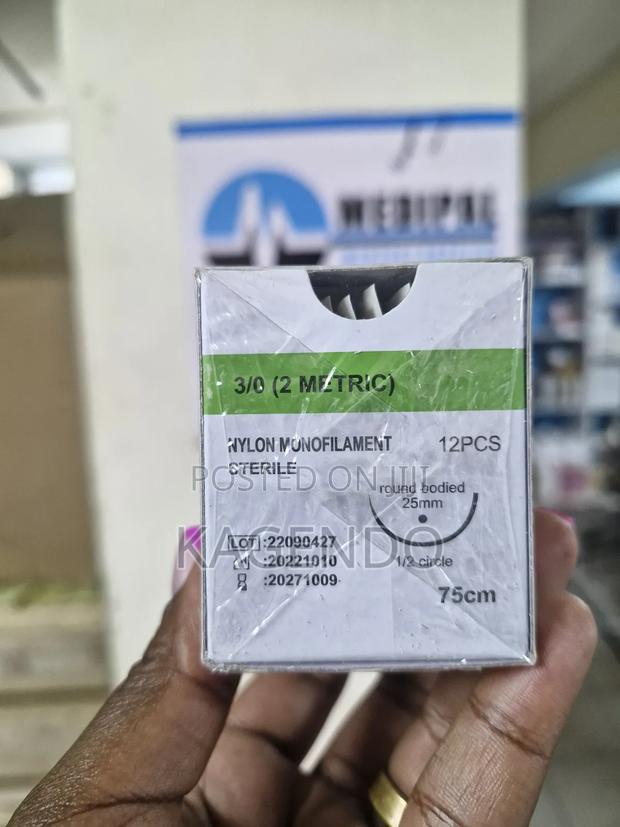 MEDIPAL
3/0 (2 METRIC)
NYLON MONOFILAMENT
12PCS
STERILE
POSTED ON JIJI
round bodied
25mm
KAGENDO
LOT :22090427
:20221010
1/2 circle
:20271009
75cm